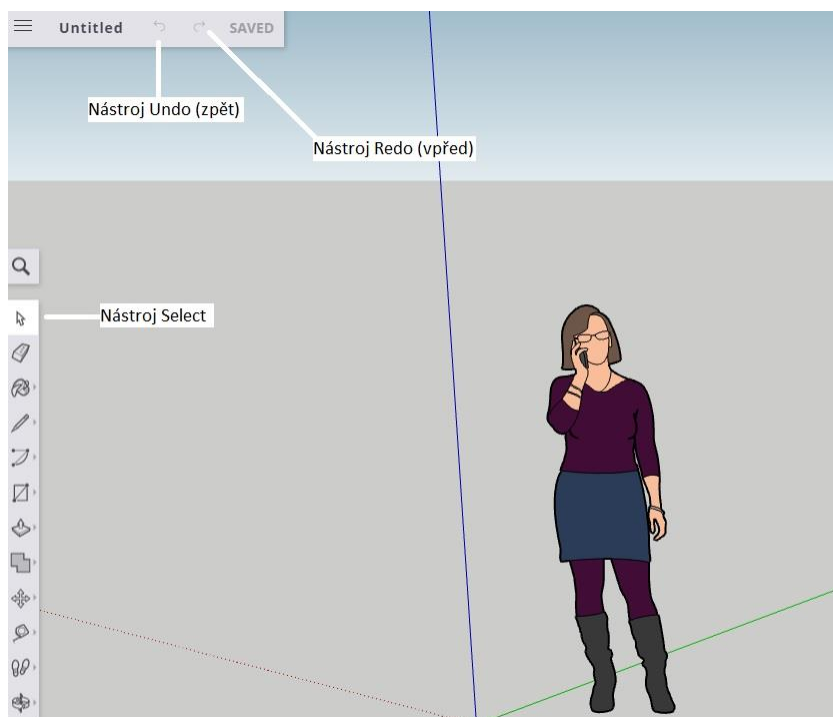 Untitled
SAVED
Nástroj Undo (zpět)
Nástroj Redo (vpřed)
Nástroj Select